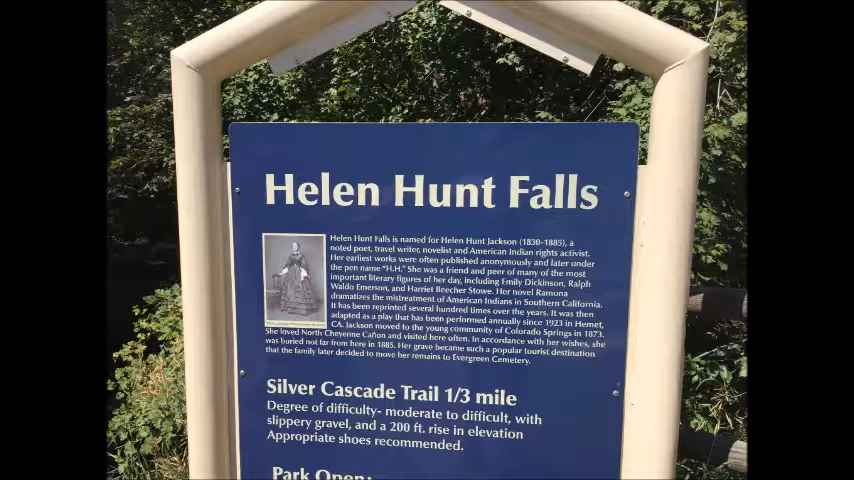 Helen Hunt Falls
Helen Hunt Falls is named for Helen Hunt Jackson (1830-1885), a
noted poet, travel writer, novelist and American Indian rights activist.
Her earliest works were often published anonymously and later under
the pen name "H.H." She was a friend and peer of many of the most
important literary figures of her day, including Emily Dickinson, Ralph
Waldo Emerson, and Harriet Beecher Stowe. Her novel Ramona
dramatizes the mistreatment of American Indians in Southern California.
It has been reprinted several hundred times over the years. It was then
adapted as a play that has been performed annually since 1923 in Hemet,
CA. Jackson moved to the young community of Colorado Springs in 1873.
She loved North Cheyenne Cañon and visited here often. In accordance with her wishes, she
was buried not far from here in 1885. Her grave became such a popular tourist destination
that the family later decided to move her remains to Evergreen Cemetery.
Silver Cascade Trail 1/3 mile
Degree of difficulty- moderate to difficult, with
slippery gravel, and a 200 ft. rise in elevation
Appropriate shoes recommended.
Park Open: